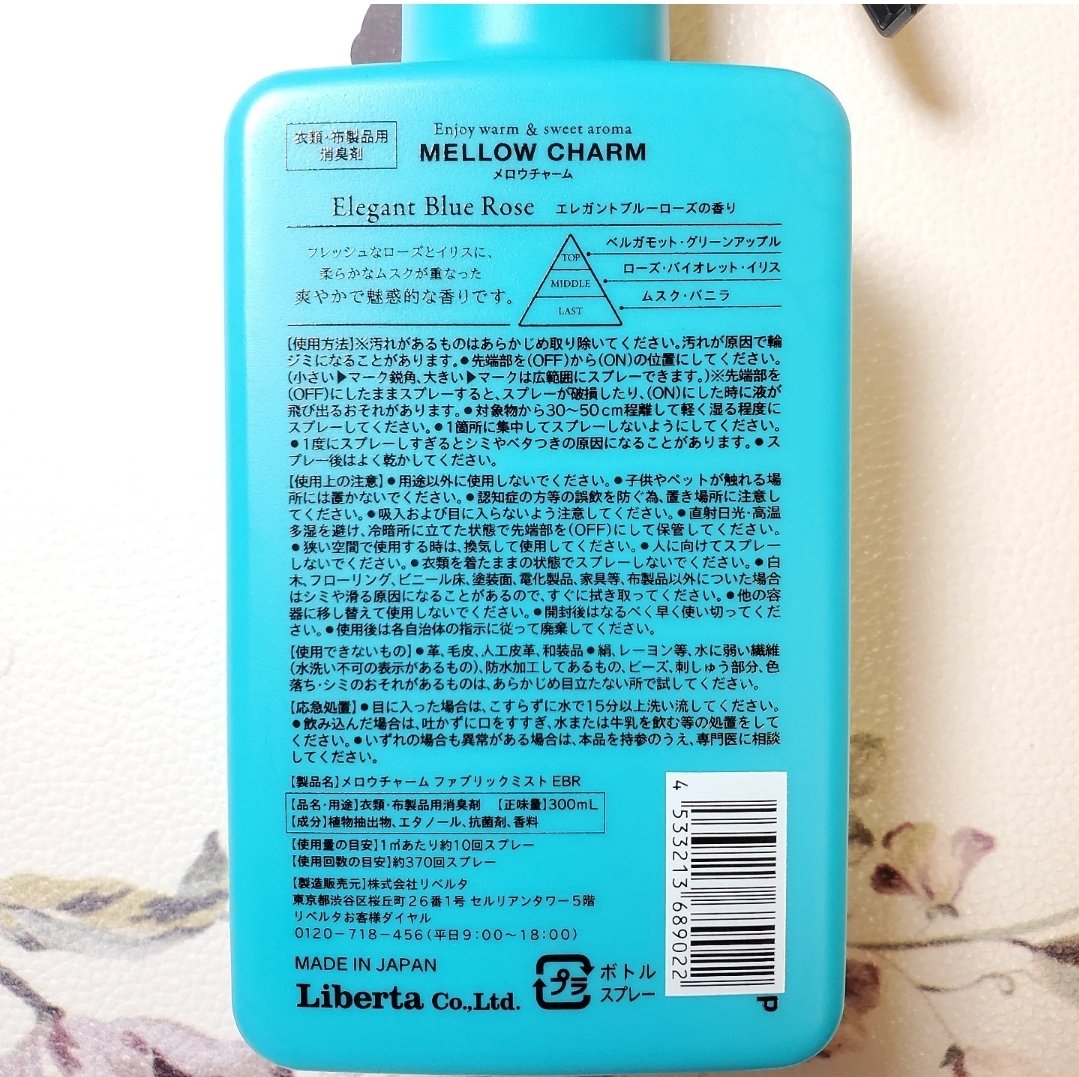 衣類・布製品用
消臭剤
Enjoy warm & sweet aroma
MELLOW CHARM
メロウチャーム
Elegant Blue Rose エレガントブルーローズの香り
フレッシュなローズとイリスに、
柔らかなムスクが重なった
爽やかで魅惑的な香りです。
TOP ベルガモット・グリーンアップル
MIDDLE ローズ・バイオレット・イリス
LAST ムスク・バニラ
【使用方法】※汚れがあるものはあらかじめ取り除いてください。汚れが原因で輪
ジミになることがあります。●先端部を(OFF)から(ON)の位置にしてください。
(小さい▶マーク鋭角、大きい▶マークは広範囲にスプレーできます。)※先端部を
(OFF)にしたままスプレーすると、スプレーが破損したり、(ON)にした時に液が
飛び出るおそれがあります。●対象物から30〜50cm程離して軽く湿る程度に
スプレーしてください。●1箇所に集中してスプレーしないようにしてください。
●1度にスプレーしすぎるとシミやベタつきの原因になることがあります。●ス
プレー後はよく乾かしてください。
【使用上の注意】●用途以外に使用しないでください。●子供やペットが触れる場
所には置かないでください。●認知症の方等の誤飲を防ぐ為、置き場所に注意し
てください。●吸入および目に入らないよう注意してください。●直射日光・高温
多湿を避け、冷暗所に立てた状態で先端部を(OFF)にして保管してください。
●狭い空間で使用する時は、換気して使用してください。●人に向けてスプレー
しないでください。●衣類を着たままの状態でスプレーしないでください。●白
木、フローリング、ビニール床、塗装面、電化製品、家具等、布製品以外についた場合
はシミや滑る原因になることがあるので、すぐに拭き取ってください。●他の容
器に移し替えて使用しないでください。●開封後はなるべく早く使い切ってくだ
さい。●使用後は各自治体の指示に従って廃棄してください。
【使用できないもの】●革、毛皮、人工皮革、和装品●絹、レーヨン等、水に弱い繊維
(水洗い不可の表示があるもの)、防水加工してあるもの、ビーズ、刺しゅう部分、色
落ち・シミのおそれがあるものは、あらかじめ目立たない所で試してください。
【応急処置】●目に入った場合は、こすらずに水で15分以上洗い流してください。
●飲み込んだ場合は、吐かずに口をすすぎ、水または牛乳を飲む等の処置をして
ください。●いずれの場合も異常がある場合は、本品を持参のうえ、専門医に相談
してください。
【製品名】メロウチャーム ファブリックミスト EBR
【品名・用途】衣類・布製品用消臭剤 【正味量】300mL
【成分】植物抽出物、エタノール、抗菌剤、香料
【使用量の目安】1㎡あたり約10回スプレー
【使用回数の目安】約370回スプレー
【製造販売元】株式会社リベルタ
東京都渋谷区桜丘町26番1号 セルリアンタワー5階
リベルタお客様ダイヤル
0120-718-456(平日9:00〜18:00)
MADE IN JAPAN
Liberta Co.,Ltd.
プラ
ボトル
スプレー
4 533213 689022
P